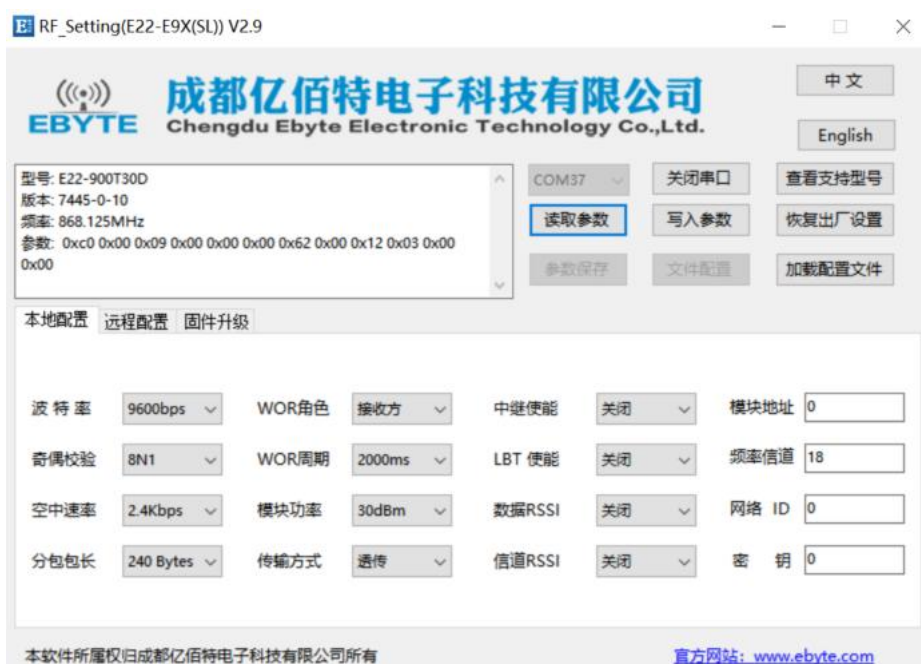 RF_Setting(E22-E9X(SL)) V2.9
EBYTE
成都亿佰特电子科技有限公司
Chengdu Ebyte Electronic Technology Co.,Ltd.
中 文
English
型号: E22-900T30D
版本: 7445-0-10
频率: 868.125MHz
参数: 0xc0 0x00 0x09 0x00 0x00 0x00 0x62 0x00 0x12 0x03 0x00
0x00
COM37 关闭串口 查看支持型号
读取参数 写入参数 恢复出厂设置
参数保存 文件配置 加载配置文件
本地配置 远程配置 固件升级
波 特 率 9600bps WOR角色 接收方 中继使能 关闭 模块地址 0
奇偶校验 8N1 WOR周期 2000ms LBT 使能 关闭 频率信道 18
空中速率 2.4Kbps 模块功率 30dBm 数据RSSI 关闭 网络 ID 0
分包包长 240 Bytes 传输方式 透传 信道RSSI 关闭 密 钥 0
本软件所属权归成都亿佰特电子科技有限公司所有 官方网站: www.ebyte.com